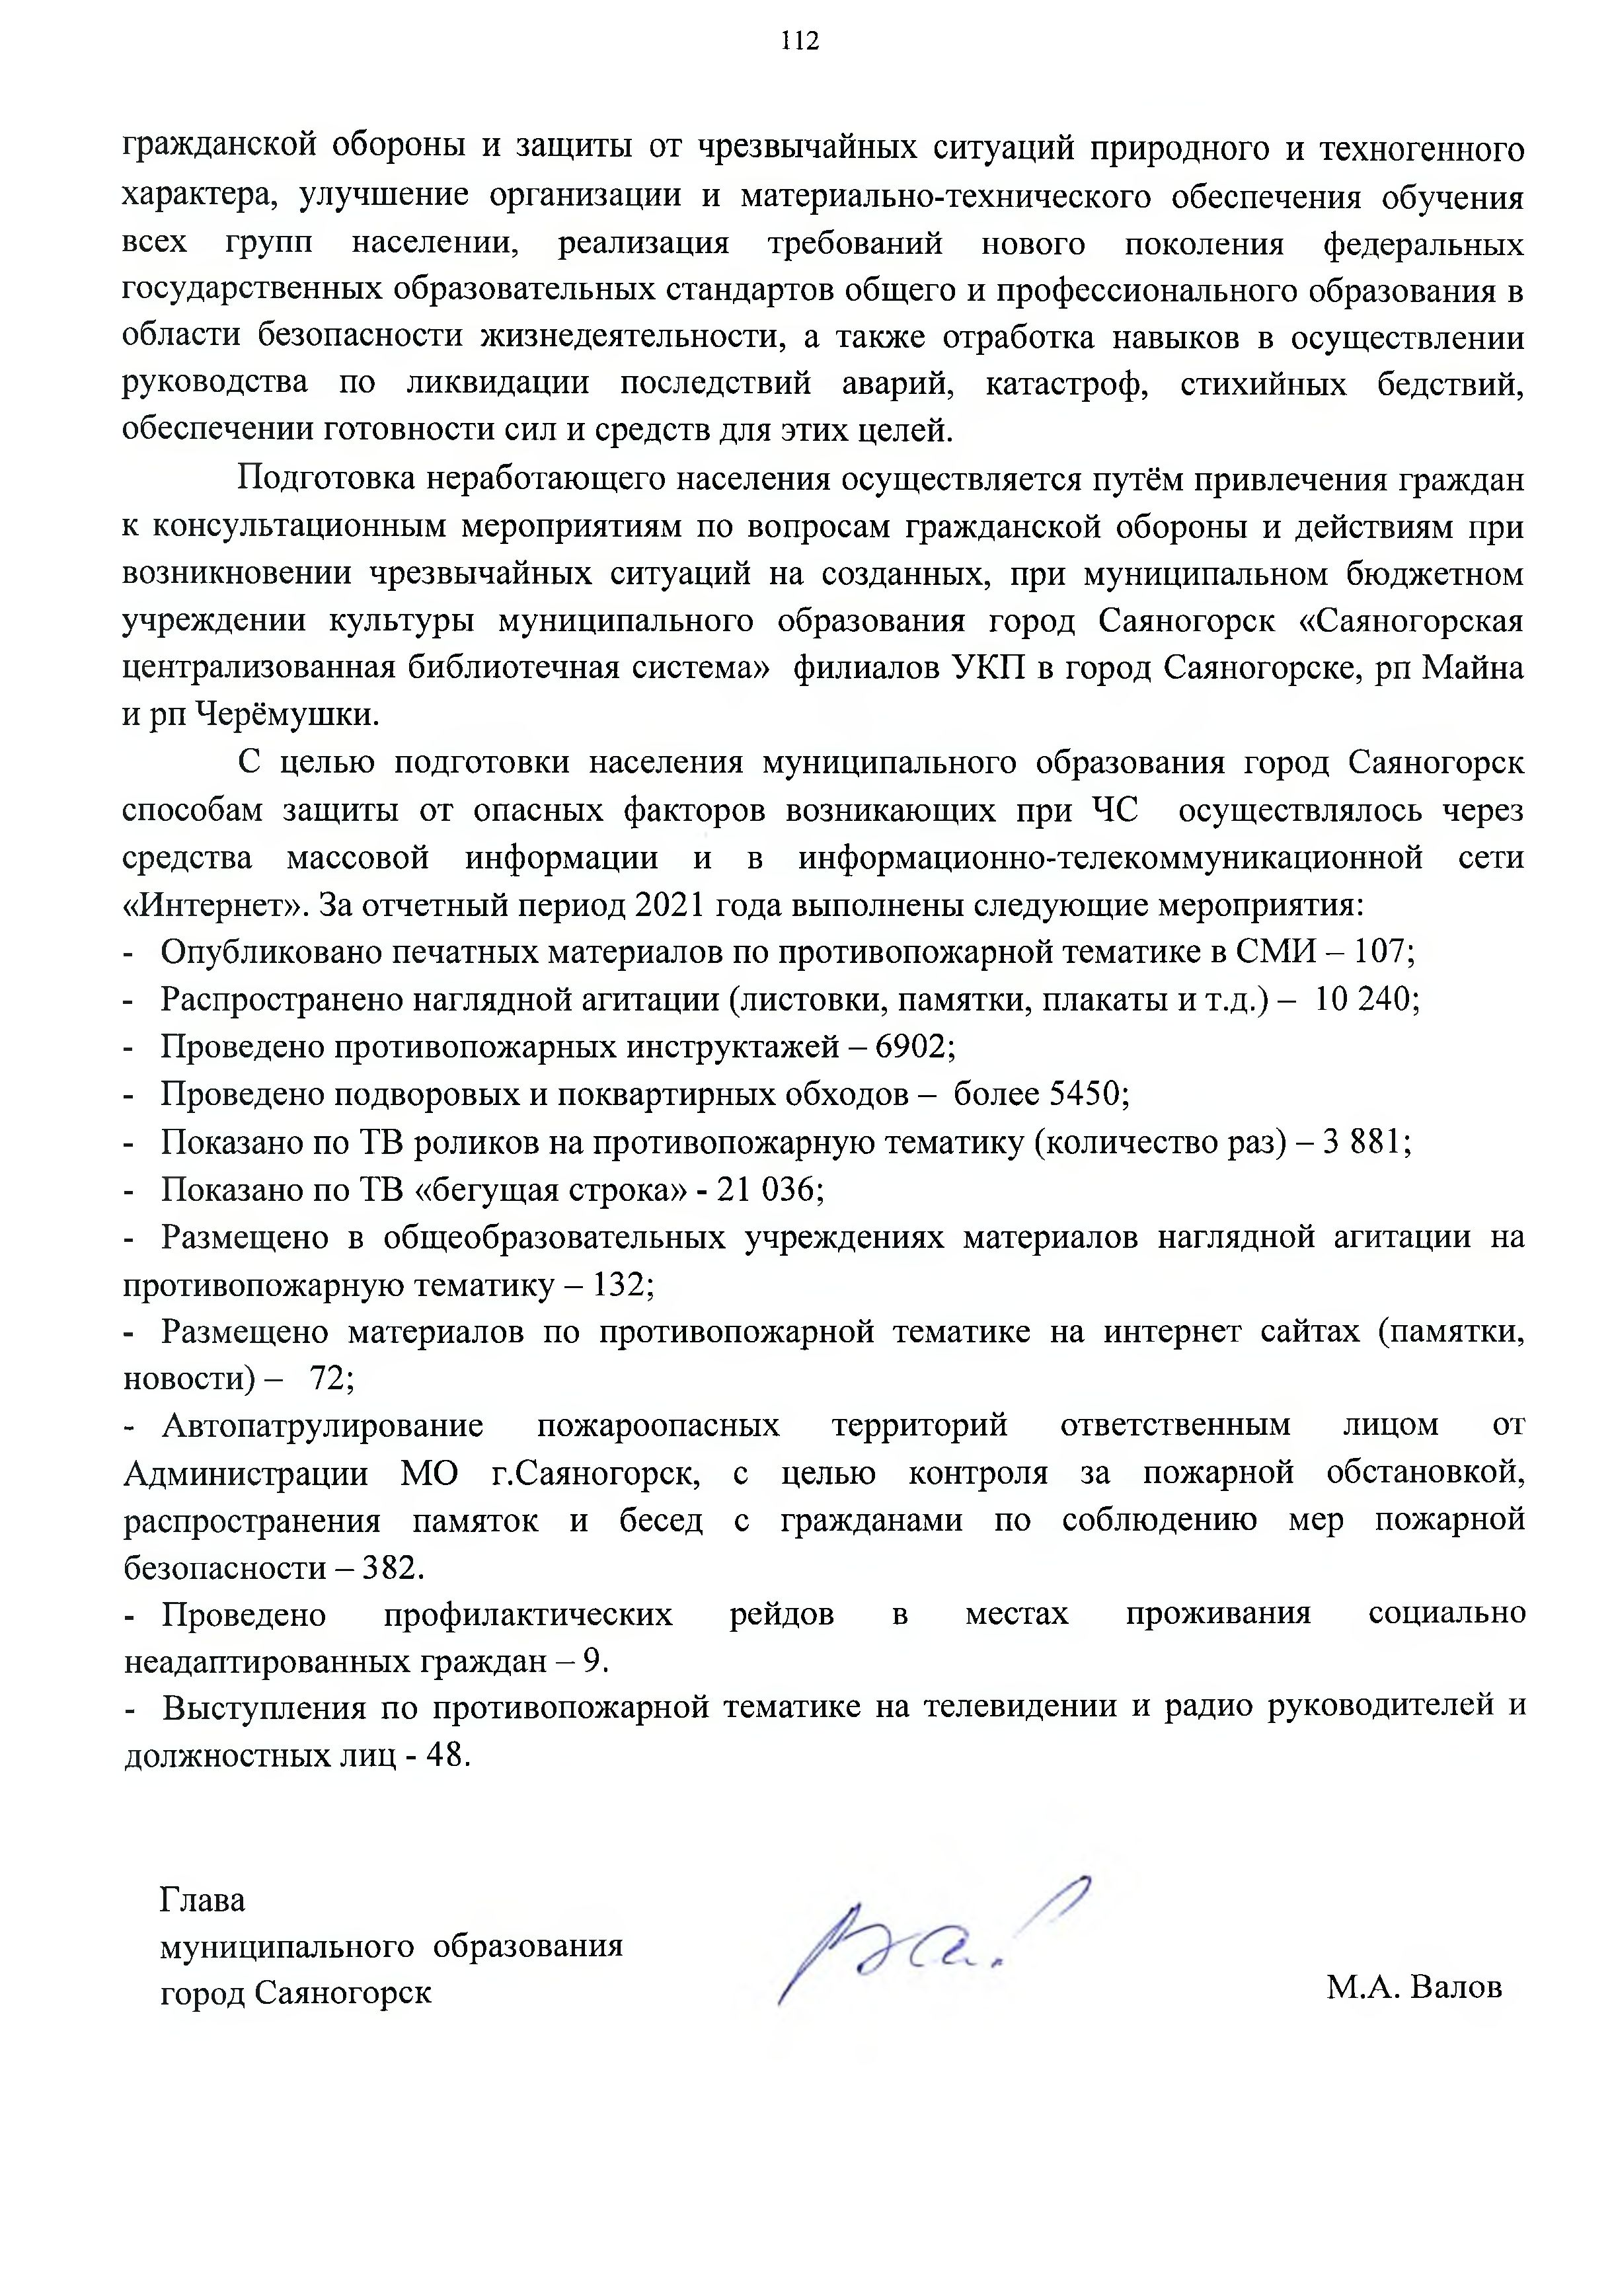 112
гражданской обороны и защиты от чрезвычайных ситуаций природного и техногенного
характера, улучшение организации и материально-технического обеспечения обучения
всех групп населении, реализация требований нового поколения федеральных
государственных образовательных стандартов общего и профессионального образования в
области безопасности жизнедеятельности, а также отработка навыков в осуществлении
руководства по ликвидации последствий аварий, катастроф, стихийных бедствий,
обеспечении готовности сил и средств для этих целей.
Подготовка неработающего населения осуществляется путём привлечения граждан
к консультационным мероприятиям по вопросам гражданской обороны и действиям при
возникновении чрезвычайных ситуаций на созданных, при муниципальном бюджетном
учреждении культуры муниципального образования город Саяногорск «Саяногорская
централизованная библиотечная система» филиалов УКП в город Саяногорске, рп Майна
и рп Черёмушки.
С целью подготовки населения муниципального образования город Саяногорск
способам защиты от опасных факторов возникающих при ЧС осуществлялось через
средства массовой информации и в информационно-телекоммуникационной сети
«Интернет». За отчетный период 2021 года выполнены следующие мероприятия:
- Опубликовано печатных материалов по противопожарной тематике в СМИ – 107;
- Распространено наглядной агитации (листовки, памятки, плакаты и т.д.) – 10 240;
- Проведено противопожарных инструктажей – 6902;
- Проведено подворовых и поквартирных обходов – более 5450;
- Показано по ТВ роликов на противопожарную тематику (количество раз) – 3 881;
- Показано по ТВ «бегущая строка» - 21 036;
- Размещено в общеобразовательных учреждениях материалов наглядной агитации на
противопожарную тематику – 132;
- Размещено материалов по противопожарной тематике на интернет сайтах (памятки,
новости) – 72;
- Автопатрулирование пожароопасных территорий ответственным лицом от
Администрации МО г.Саяногорск, с целью контроля за пожарной обстановкой,
распространения памяток и бесед с гражданами по соблюдению мер пожарной
безопасности – 382.
- Проведено профилактических рейдов в местах проживания социально
неадаптированных граждан – 9.
- Выступления по противопожарной тематике на телевидении и радио руководителей и
должностных лиц - 48.
Глава
муниципального образования
город Саяногорск
М.А. Валов